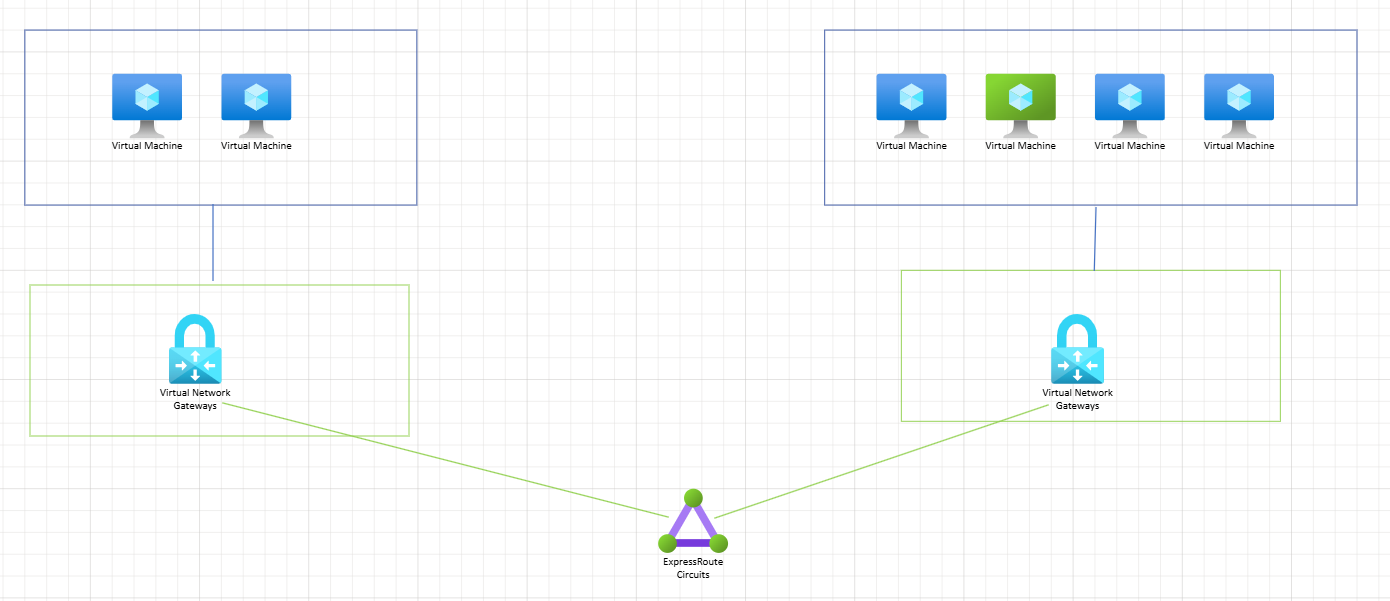 Virtual Machine
Virtual Machine
Virtual Machine
Virtual Machine
Virtual Machine
Virtual Machine
Virtual Network
Gateways
Virtual Network
Gateways
ExpressRoute
Circuits